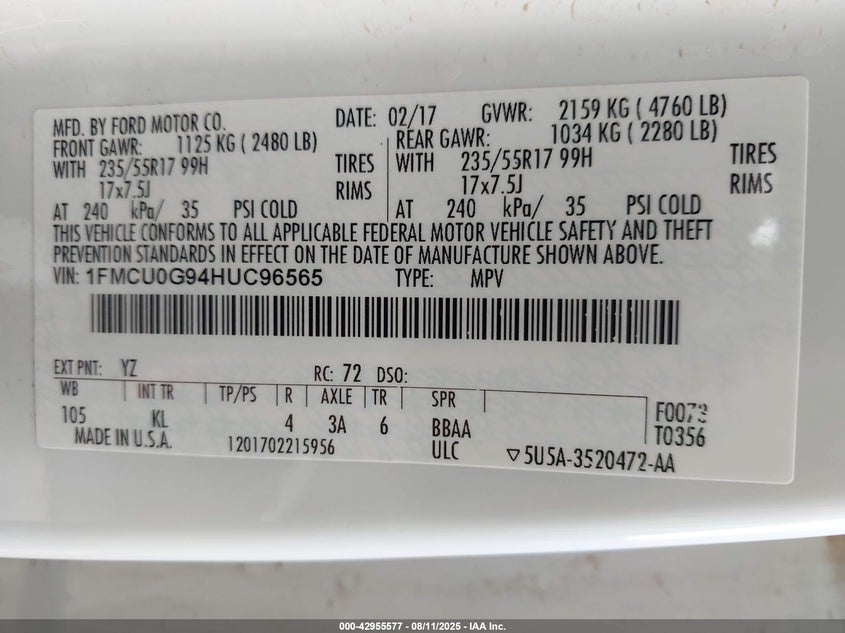 MFD. BY FORD MOTOR CO. DATE: 02/17 GVWR: 2159 KG ( 4760 LB)
FRONT GAWR: 1125 KG ( 2480 LB) REAR GAWR: 1034 KG ( 2280 LB)
WITH 235/55R17 99H TIRES WITH 235/55R17 99H TIRES
17x7.5J RIMS 17x7.5J RIMS
AT 240 kPa/ 35 PSI COLD AT 240 kPa/ 35 PSI COLD
THIS VEHICLE CONFORMS TO ALL APPLICABLE FEDERAL MOTOR VEHICLE SAFETY AND THEFT
PREVENTION STANDARDS IN EFFECT ON THE DATE OF MANUFACTURE SHOWN ABOVE.
VIN: 1FMCU0G94HUC96565 TYPE: MPV
EXT PNT: YZ RC: 72 DSO:
WB INT TR TP/PS R AXLE TR SPR
105 KL 4 3A 6 BBAA F0073
MADE IN U.S.A. 1201702215956 ULC T0356
▽5U5A-3520472-AA
000-42955577 - 08/11/2025 - IAA Inc.